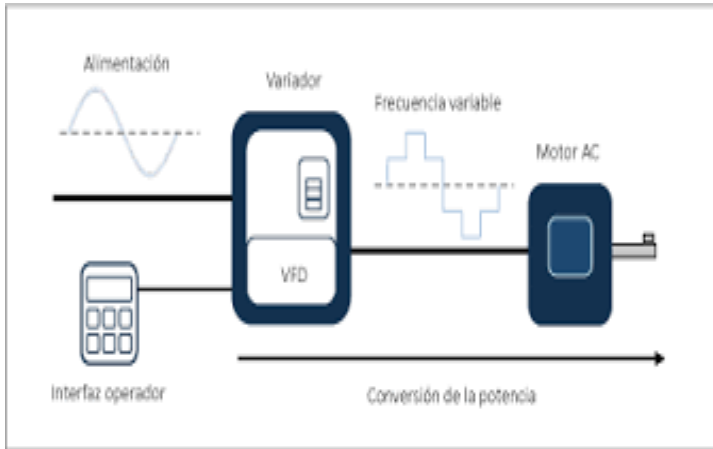 Alimentación
Variador
Frecuencia variable
Motor AC
VFD
Interfaz operador
Conversión de la potencia